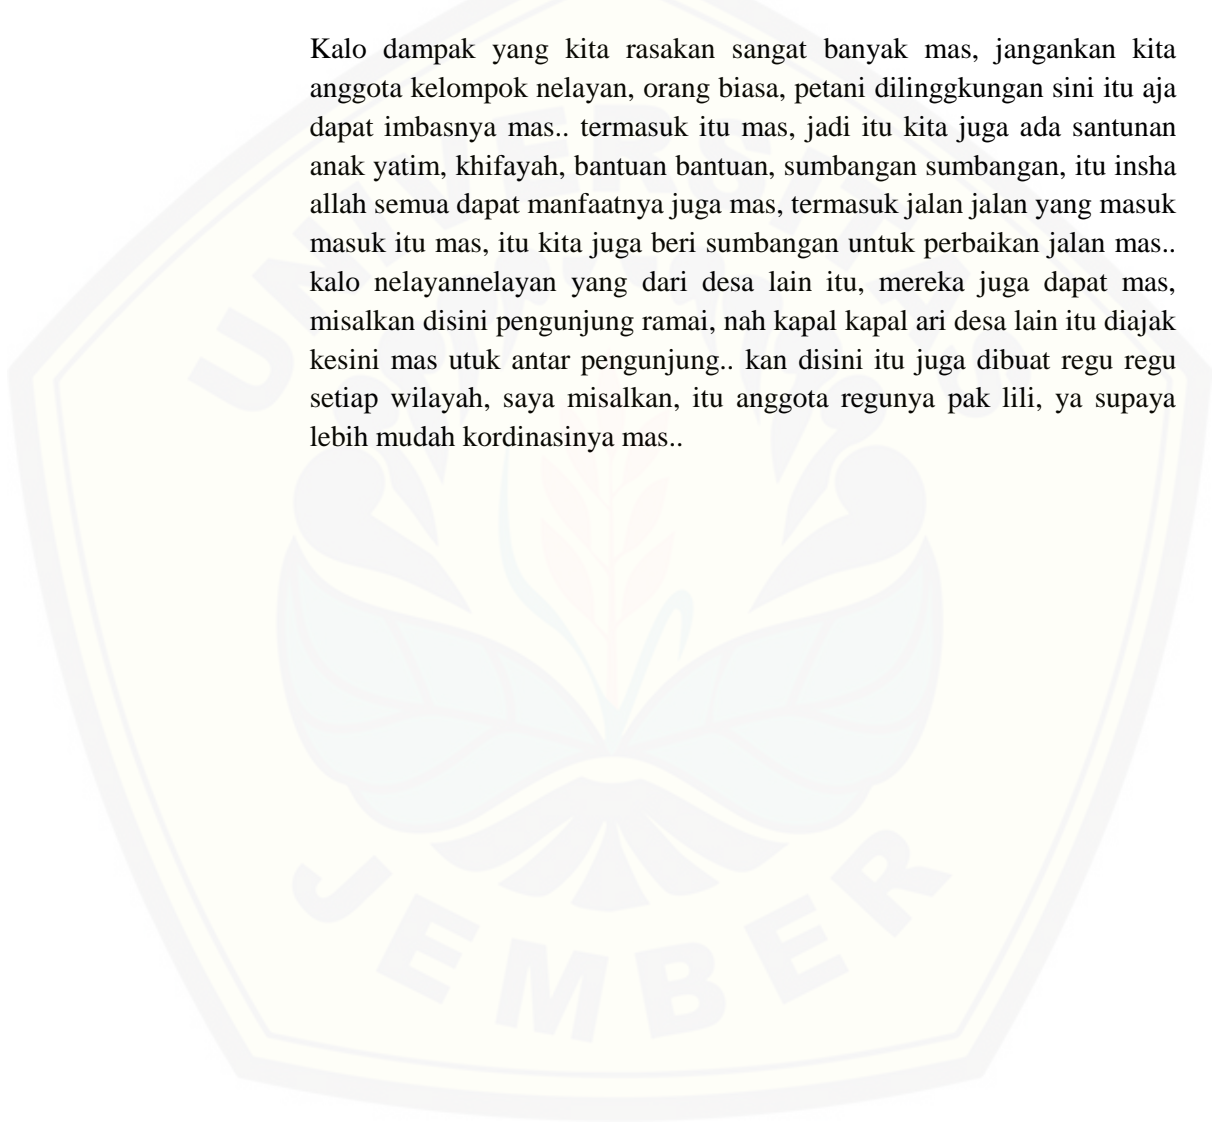 Kalo dampak yang kita rasakan sangat banyak mas, jangankan kita
anggota kelompok nelayan, orang biasa, petani dilinggkungan sini itu aja
dapat imbasnya mas.. termasuk itu mas, jadi itu kita juga ada santunan
anak yatim, khifayah, bantuan bantuan, sumbangan sumbangan, itu insha
allah semua dapat manfaatnya juga mas, termasuk jalan jalan yang masuk
masuk itu mas, itu kita juga beri sumbangan untuk perbaikan jalan mas..
kalo nelayannelayan yang dari desa lain itu, mereka juga dapat mas,
misalkan disini pengunjung ramai, nah kapal kapal ari desa lain itu diajak
kesini mas utuk antar pengunjung.. kan disini itu juga dibuat regu regu
setiap wilayah, saya misalkan, itu anggota regunya pak lili, ya supaya
lebih mudah kordinasinya mas..
UNIVERSITAS
JEMBER